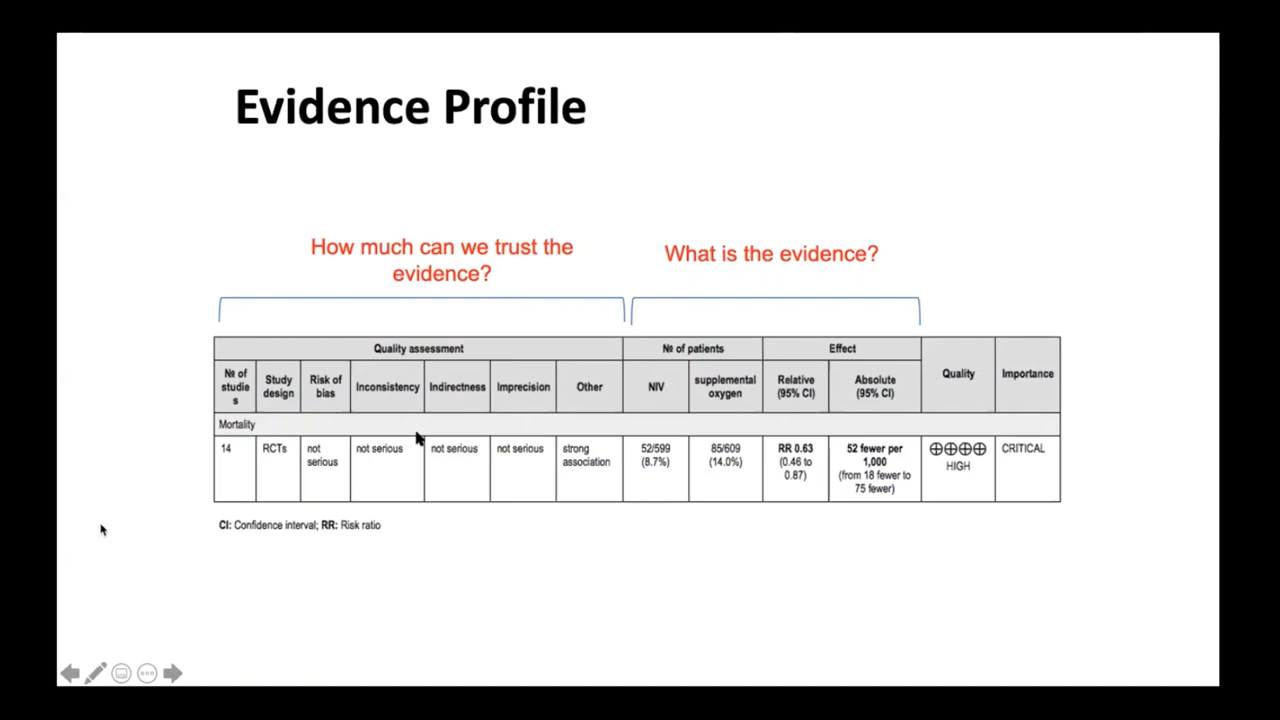 Evidence Profile
How much can we trust the
evidence?
What is the evidence?
Quality assessment
№ of patients
Effect
Quality
Importance
№ of
studie
s
Study
design
Risk of
bias
Inconsistency
Indirectness
Imprecision
Other
NIV
supplemental
oxygen
Relative
(95% CI)
Absolute
(95% CI)
Mortality
14
RCTs
not
serious
not serious
not serious
not serious
strong
association
52/599
(8.7%)
85/609
(14.0%)
RR 0.63
(0.46 to
0.87)
52 fewer per
1,000
(from 18 fewer to
75 fewer)
⊕⊕⊕⊕
HIGH
CRITICAL
CI: Confidence interval; RR: Risk ratio